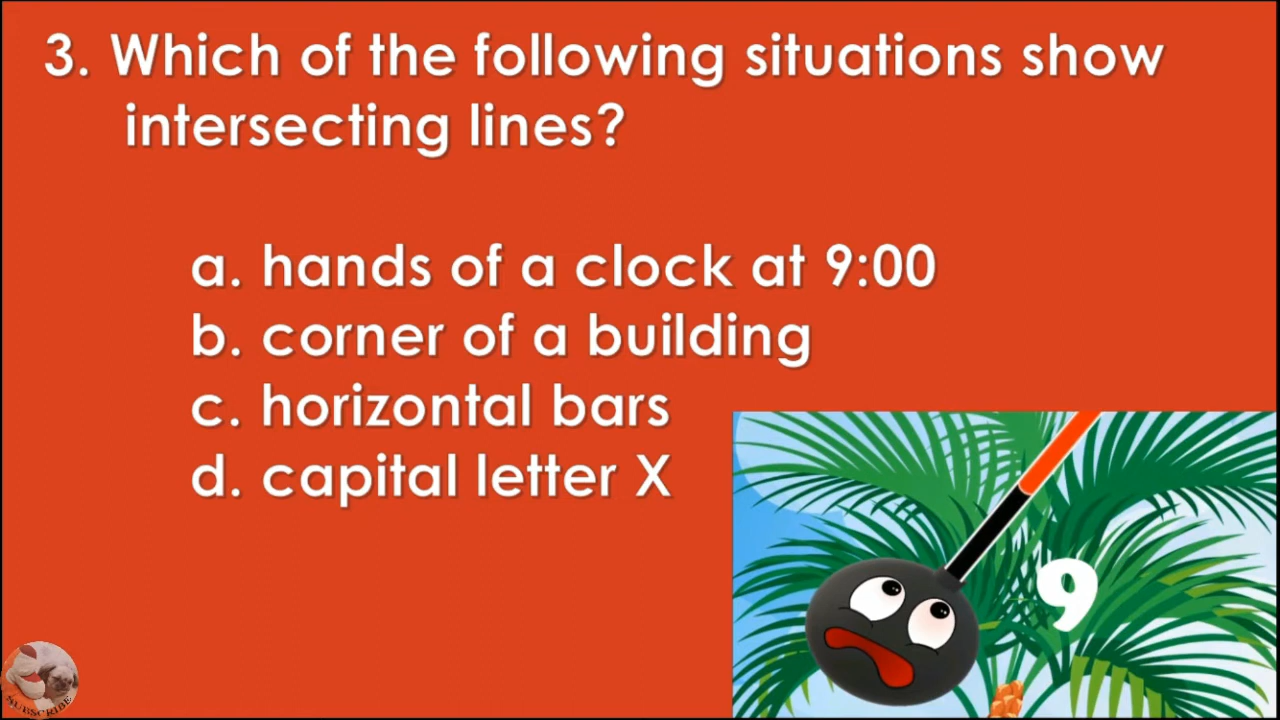 3. Which of the following situations show
intersecting lines?
a. hands of a clock at 9:00
b. corner of a building
c. horizontal bars
d. capital letter X
9
SUBSCRIBE